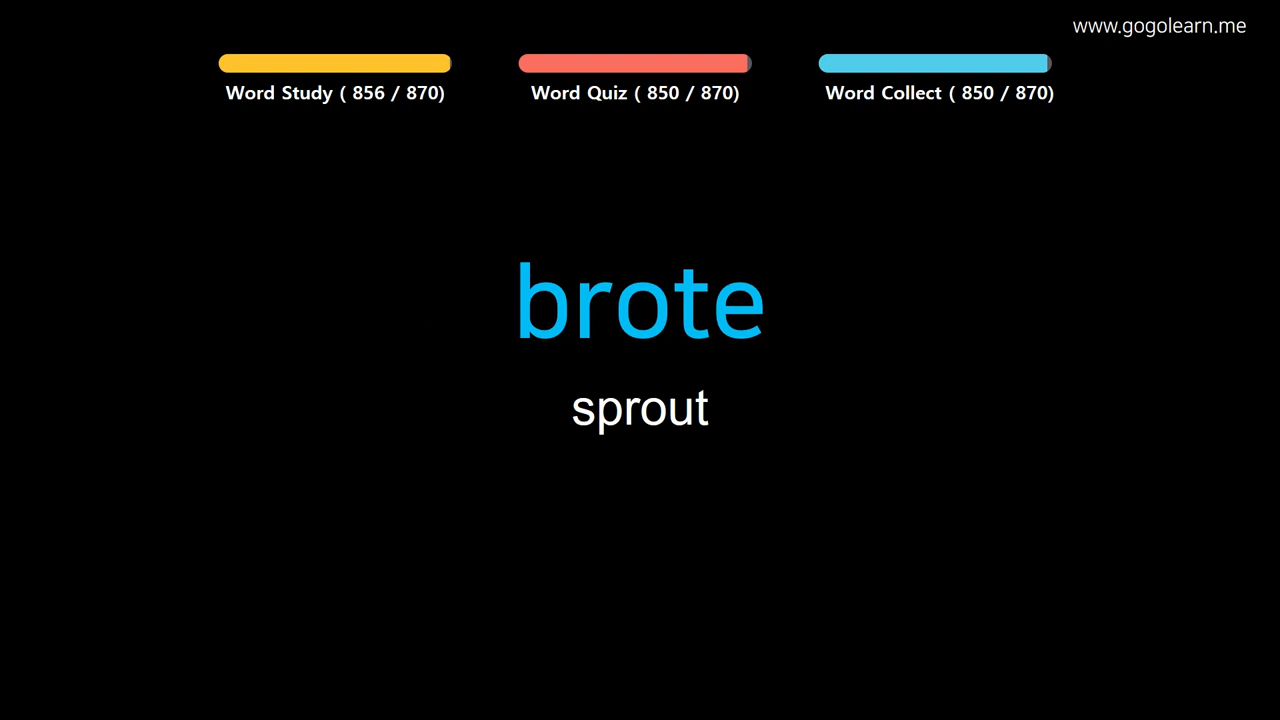 www.gogolearn.me
Word Study ( 856 / 870)
Word Quiz ( 850 / 870)
Word Collect ( 850 / 870)
brote
sprout